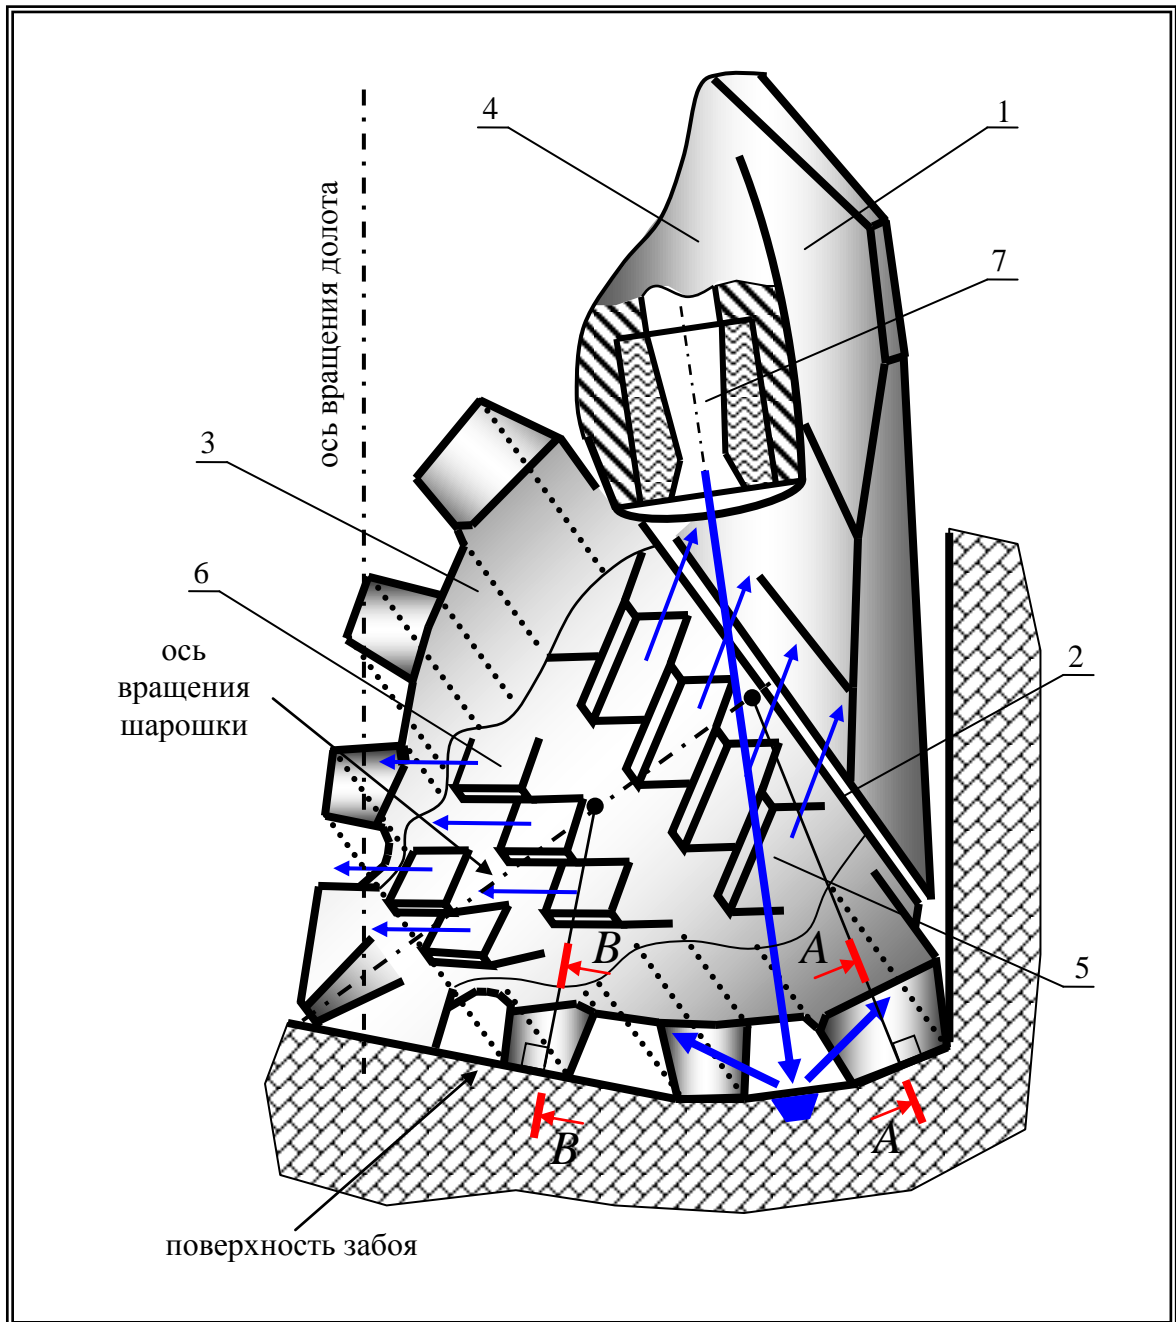 4
1
7
ось вращения долота
3
6
ось
вращения
шарошки
2
B
A
5
B
A
поверхность забоя